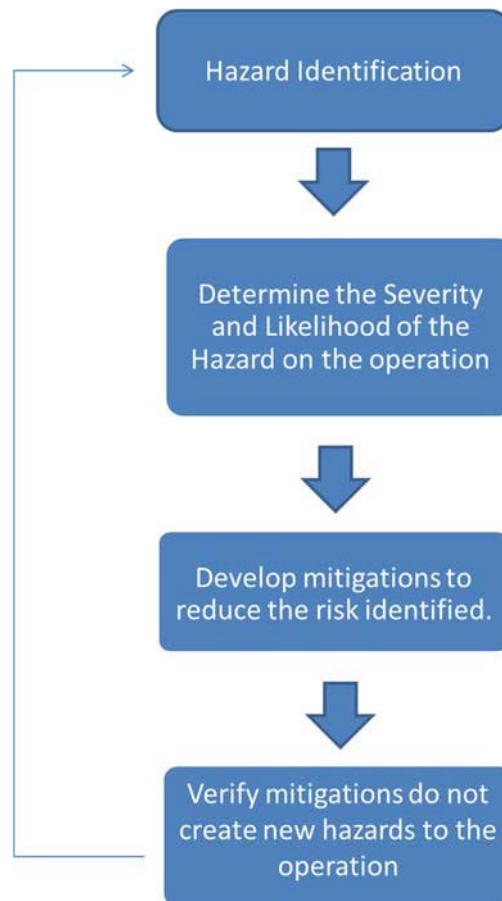 Hazard Identification
Determine the Severity
and Likelihood of the
Hazard on the operation
Develop mitigations to
reduce the risk identified.
Verify mitigations do not
create new hazards to the
operation